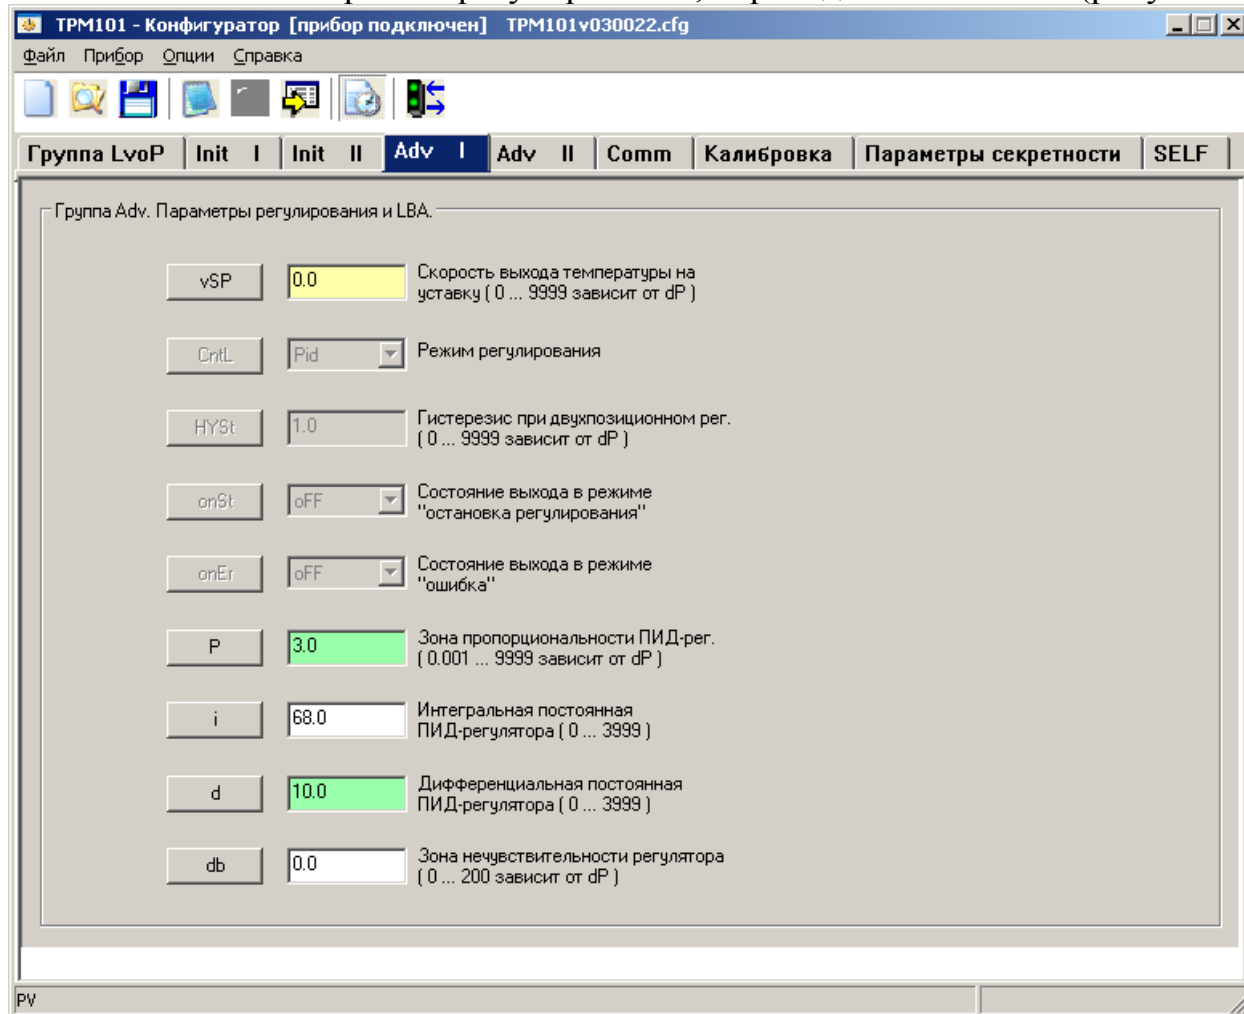 ТРМ101 - Конфигуратор [прибор подключен] TPM101v030022.cfg
Файл Прибор Опции Справка
Группа LvoP Init I Init II Adv I Adv II Comm Калибровка Параметры секретности SELF
Группа Adv. Параметры регулирования и LBA.
vSP 0.0 Скорость выхода температуры на
уставку ( 0 ... 9999 зависит от dP )
CntL Pid Режим регулирования
HYSt 1.0 Гистерезис при двухпозиционном рег.
( 0 ... 9999 зависит от dP )
onSt oFF Состояние выхода в режиме
"остановка регулирования"
onEr oFF Состояние выхода в режиме
"ошибка"
P 3.0 Зона пропорциональности ПИД-рег.
( 0.001 ... 9999 зависит от dP )
i 68.0 Интегральная постоянная
ПИД-регулятора ( 0 ... 3999 )
d 10.0 Дифференциальная постоянная
ПИД-регулятора ( 0 ... 3999 )
db 0.0 Зона нечувствительности регулятора
( 0 ... 200 зависит от dP )
PV